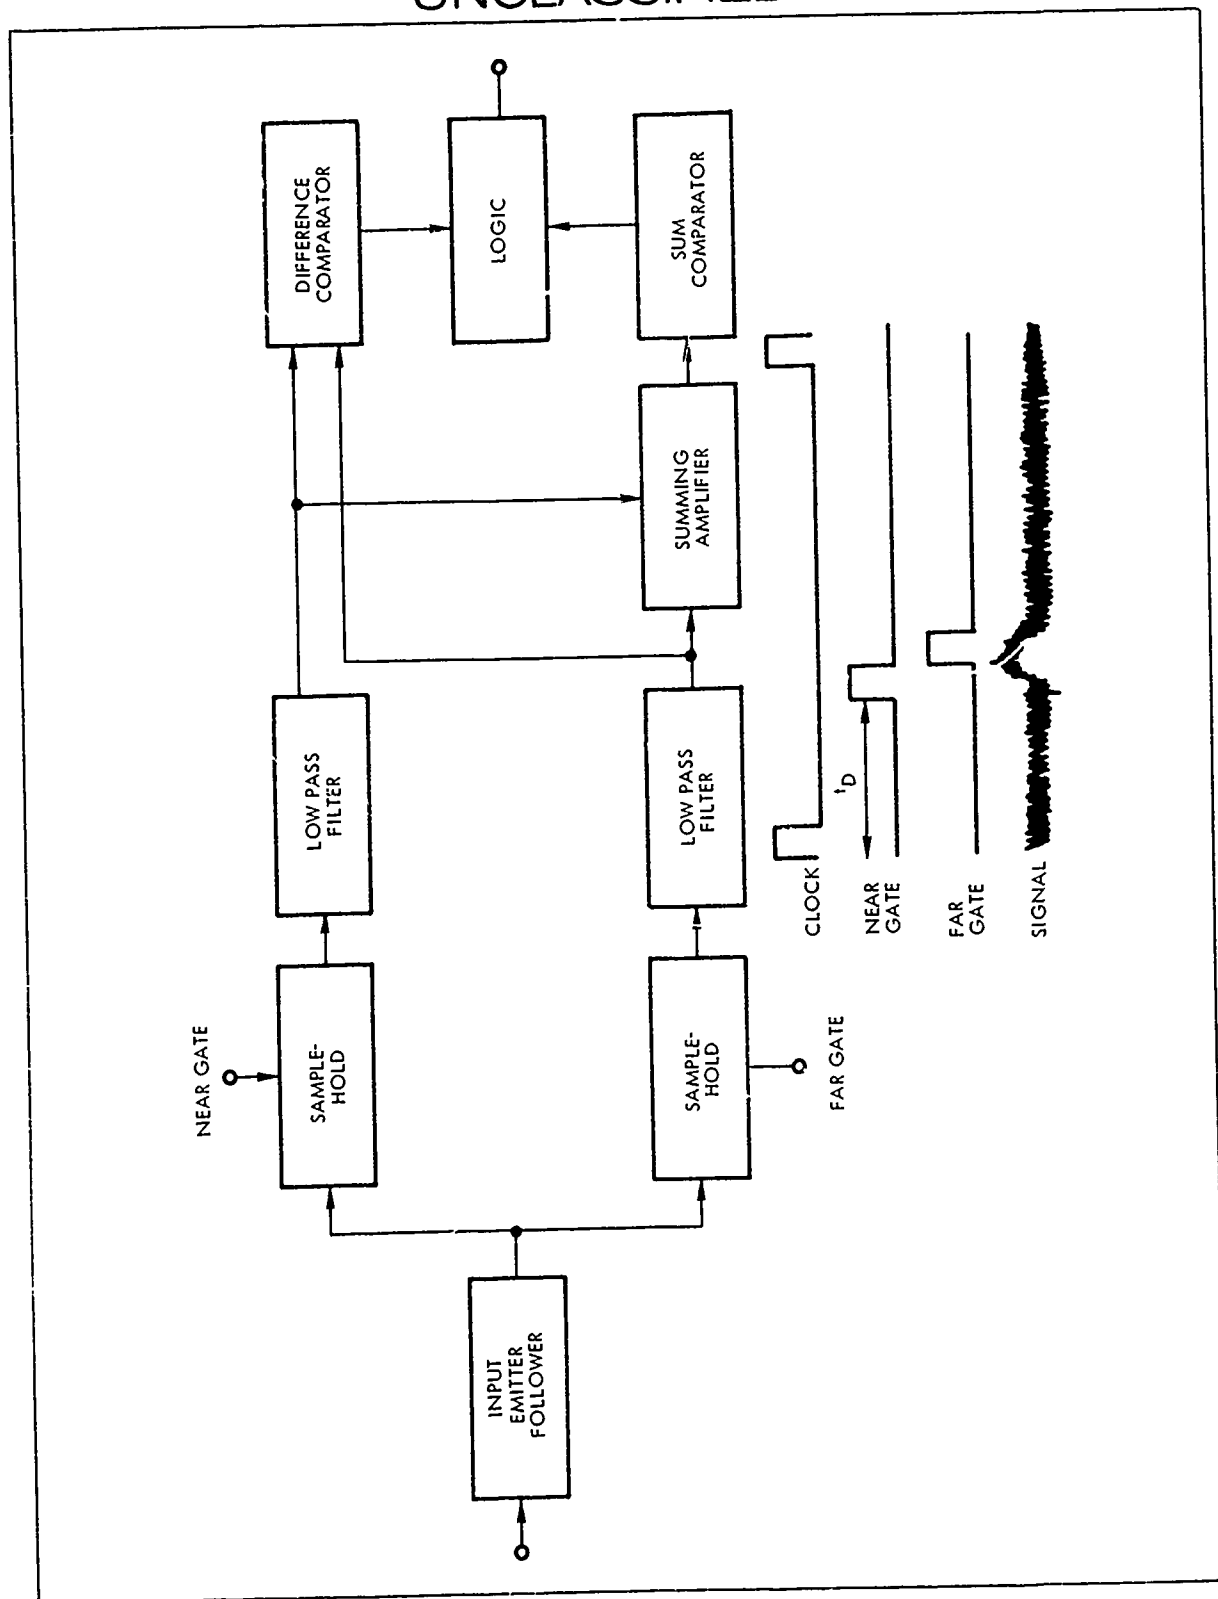 INPUT
EMITTER
FOLLOWER
NEAR GATE
SAMPLE-
HOLD
LOW PASS
FILTER
DIFFERENCE
COMPARATOR
LOGIC
SAMPLE-
HOLD
FAR GATE
LOW PASS
FILTER
SUMMING
AMPLIFIER
SUM
COMPARATOR
CLOCK
NEAR
GATE
tD
FAR
GATE
SIGNAL